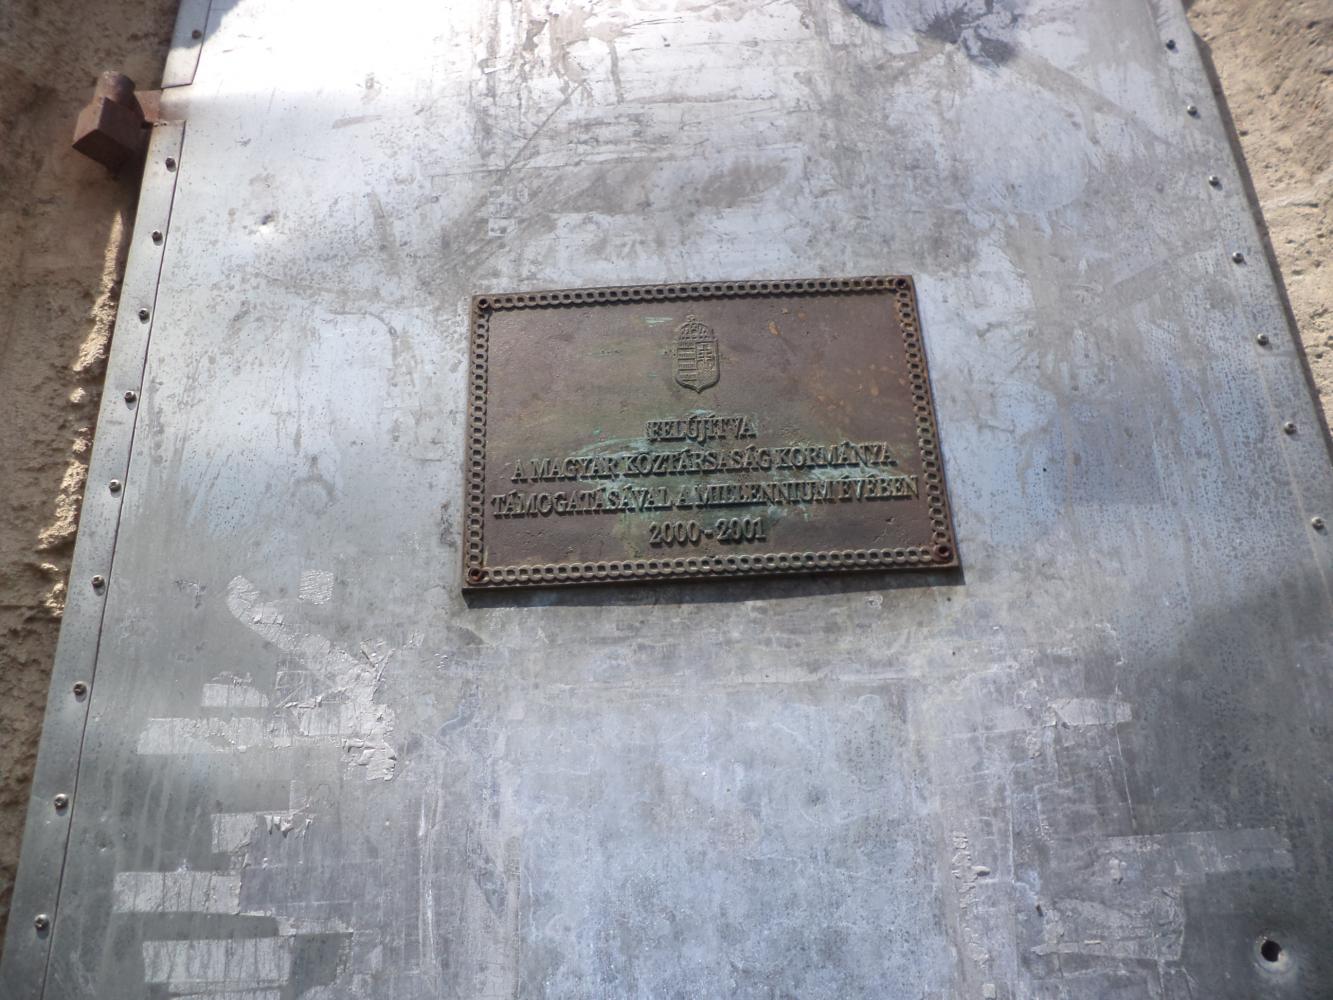 FELÚJÍTVA
A MAGYAR KÖZTÁRSASÁG KORMÁNYA
TÁMOGATÁSÁVAL A MILLENNIUM ÉVÉBEN
2000 - 2001